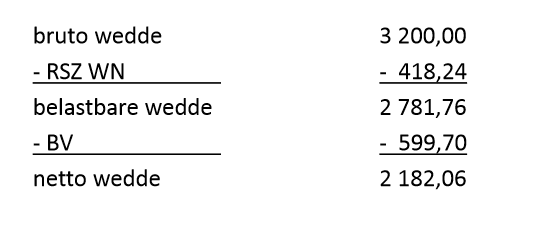 bruto wedde 3 200,00
- RSZ WN - 418,24
belastbare wedde 2 781,76
- BV - 599,70
netto wedde 2 182,06